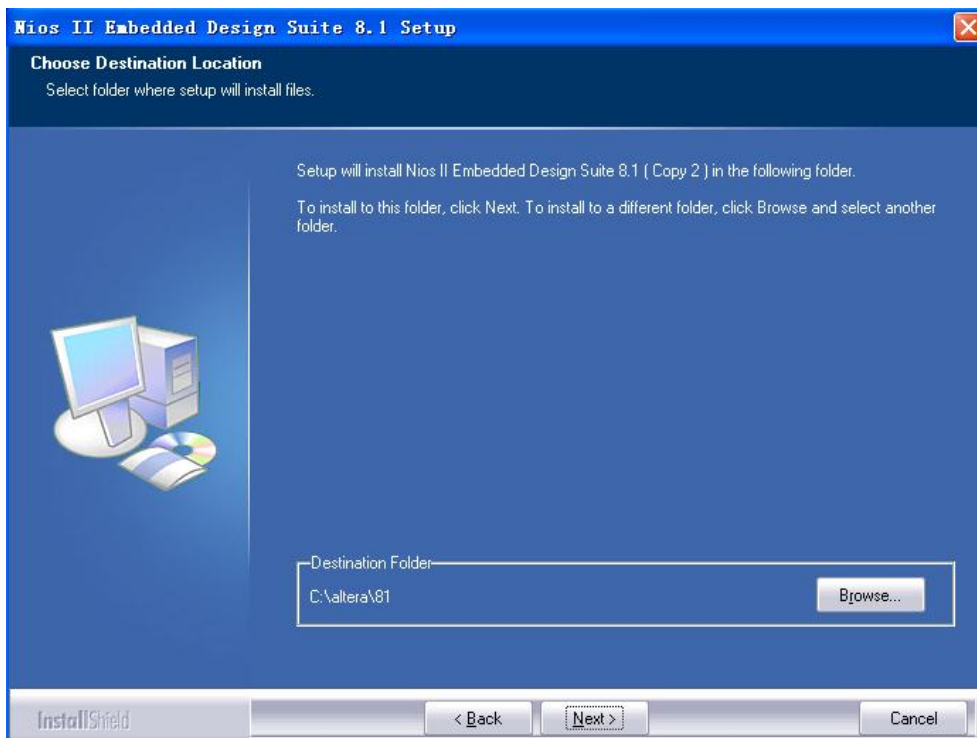 Nios II Embedded Design Suite 8.1 Setup
Choose Destination Location
Select folder where setup will install files.
Setup will install Nios II Embedded Design Suite 8.1 ( Copy 2 ) in the following folder.
To install to this folder, click Next. To install to a different folder, click Browse and select another
folder.
Destination Folder
C:\altera\81
Browse...
InstallShield
< Back
Next >
Cancel